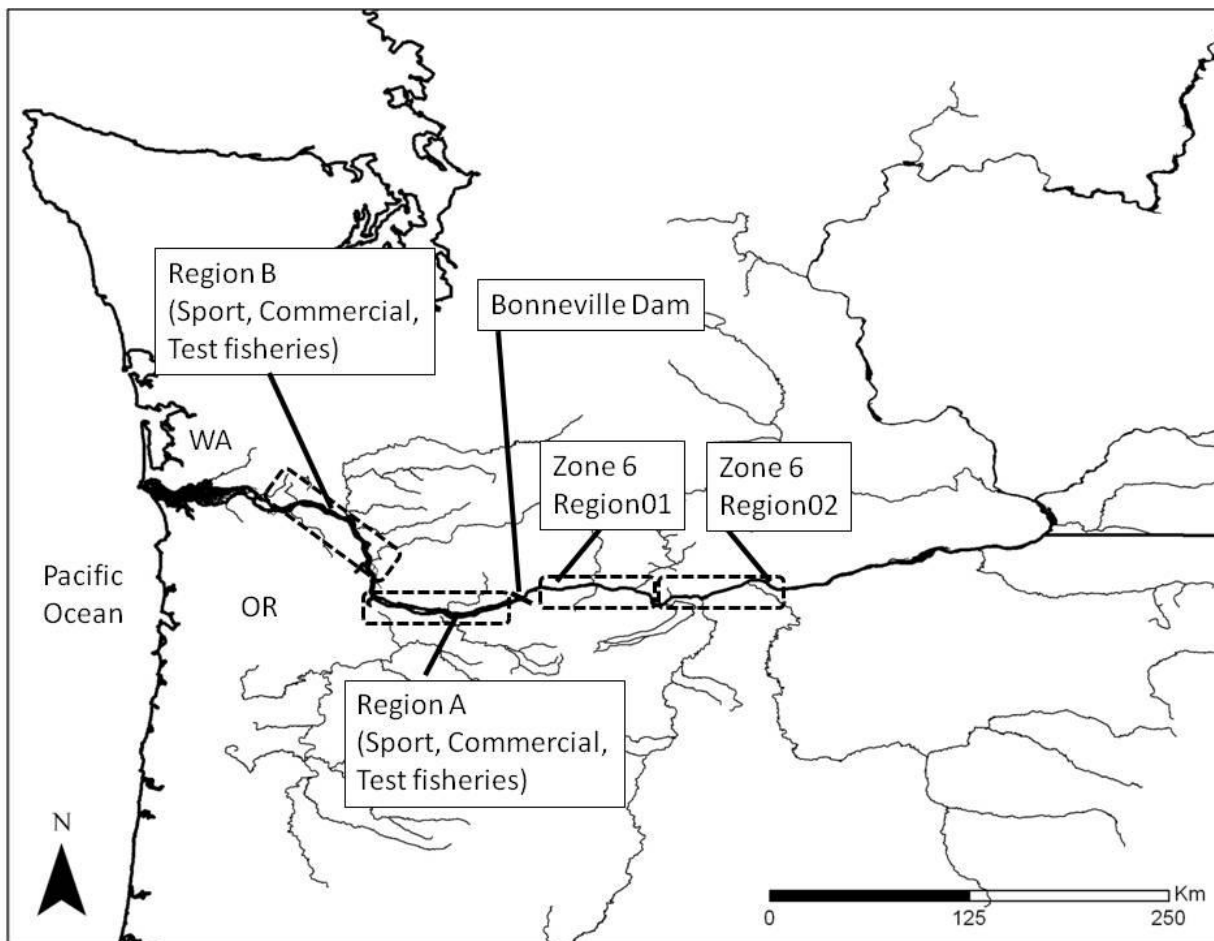 Region B
(Sport, Commercial,
Test fisheries)
Bonneville Dam
WA
Zone 6
Region01
Zone 6
Region02
Pacific
Ocean
OR
Region A
(Sport, Commercial,
Test fisheries)
N
Km
0
125
250